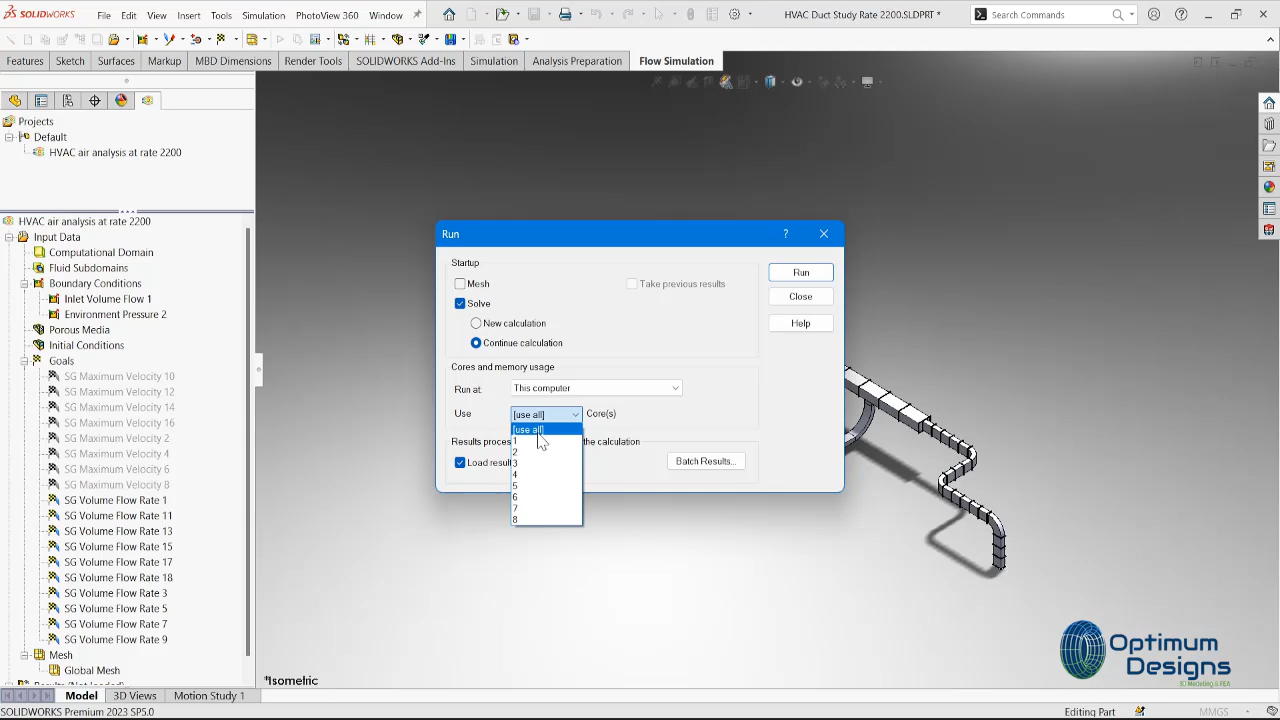 SOLIDWORKS
File
Edit
View
Insert
Tools
Simulation
PhotoView 360
Window
HVAC Duct Study Rate 2200.SLDPRT *
Search Commands
Features
Sketch
Surfaces
Markup
MBD Dimensions
Render Tools
SOLIDWORKS Add-Ins
Simulation
Analysis Preparation
Flow Simulation
Projects
Default
HVAC air analysis at rate 2200
HVAC air analysis at rate 2200
Input Data
Computational Domain
Fluid Subdomains
Boundary Conditions
Inlet Volume Flow 1
Environment Pressure 2
Porous Media
Initial Conditions
Goals
SG Maximum Velocity 10
SG Maximum Velocity 12
SG Maximum Velocity 14
SG Maximum Velocity 16
SG Maximum Velocity 2
SG Maximum Velocity 4
SG Maximum Velocity 6
SG Maximum Velocity 8
SG Volume Flow Rate 1
SG Volume Flow Rate 11
SG Volume Flow Rate 13
SG Volume Flow Rate 15
SG Volume Flow Rate 17
SG Volume Flow Rate 18
SG Volume Flow Rate 3
SG Volume Flow Rate 5
SG Volume Flow Rate 7
SG Volume Flow Rate 9
Mesh
Global Mesh
Run
?
Startup
Mesh
Take previous results
Solve
New calculation
Continue calculation
Run
Close
Help
Cores and memory usage
Run at:
This computer
Use
[use all]
Core(s)
[use all]
1
2
3
4
5
6
7
8
the calculation
Batch Results...
*Isometric
Optimum
Designs
3D Modeling & FEA
Model
3D Views
Motion Study 1
SOLIDWORKS Premium 2023 SP5.0
Editing Part
MMGS